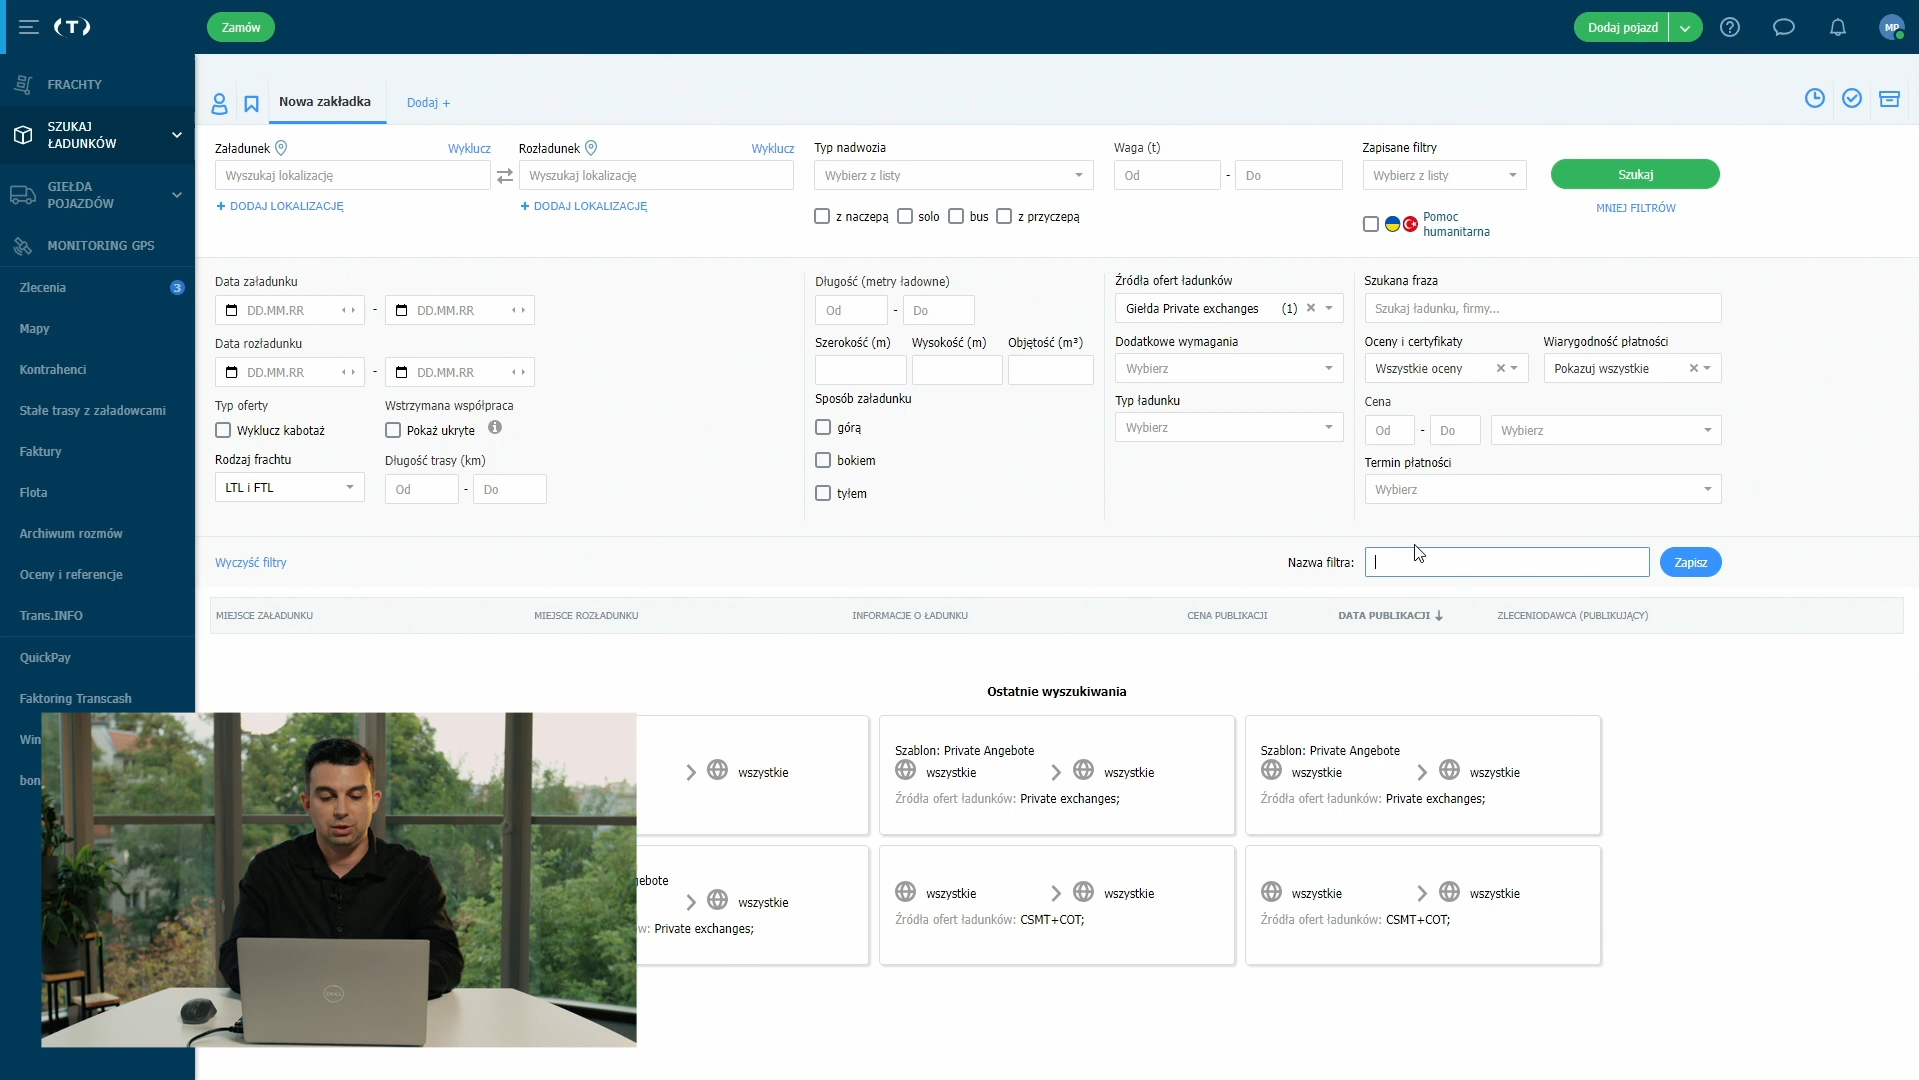 (T)
Zamów
Dodaj pojazd
MP
FRACHTY
SZUKAJ
ŁADUNKÓW
GIEŁDA
POJAZDÓW
MONITORING GPS
Zlecenia
3
Mapy
Kontrahenci
Stałe trasy z załadowcami
Faktury
Flota
Archiwum rozmów
Oceny i referencje
Trans.INFO
QuickPay
Faktoring Transcash
Win
bon
Nowa zakładka
Dodaj +
Załadunek
Wyklucz
Wyszukaj lokalizację
+ DODAJ LOKALIZACJĘ
Rozładunek
Wyklucz
Wyszukaj lokalizację
+ DODAJ LOKALIZACJĘ
Typ nadwozia
Wybierz z listy
z naczepą solo bus z przyczepą
Waga (t)
Od - Do
Zapisane filtry
Wybierz z listy
Pomoc
humanitarna
Szukaj
MNIEJ FILTRÓW
Data załadunku
DD.MM.RR - DD.MM.RR
Data rozładunku
DD.MM.RR - DD.MM.RR
Typ oferty
Wyklucz kabotaż
Wstrzymana współpraca
Pokaż ukryte
Rodzaj frachtu
LTL i FTL
Długość trasy (km)
Od - Do
Długość (metry ładowne)
Od - Do
Szerokość (m) Wysokość (m) Objętość (m³)
Sposób załadunku
górą
bokiem
tyłem
Źródła ofert ładunków
Giełda Private exchanges (1)
Dodatkowe wymagania
Wybierz
Typ ładunku
Wybierz
Szukana fraza
Szukaj ładunku, firmy...
Oceny i certyfikaty
Wszystkie oceny
Wiarygodność płatności
Pokazuj wszystkie
Cena
Od - Do Wybierz
Termin płatności
Wybierz
Wyczyść filtry
Nazwa filtra:
Zapisz
MIEJSCE ZAŁADUNKU MIEJSCE ROZŁADUNKU INFORMACJE O ŁADUNKU CENA PUBLIKACJI DATA PUBLIKACJI ZLECENIODAWCA (PUBLIKUJĄCY)
Ostatnie wyszukiwania
wszystkie
Szablon: Private Angebote
wszystkie wszystkie
Źródła ofert ładunków: Private exchanges;
Szablon: Private Angebote
wszystkie wszystkie
Źródła ofert ładunków: Private exchanges;
gebote
wszystkie
w: Private exchanges;
wszystkie wszystkie
Źródła ofert ładunków: CSMT+COT;
wszystkie wszystkie
Źródła ofert ładunków: CSMT+COT;
DELL